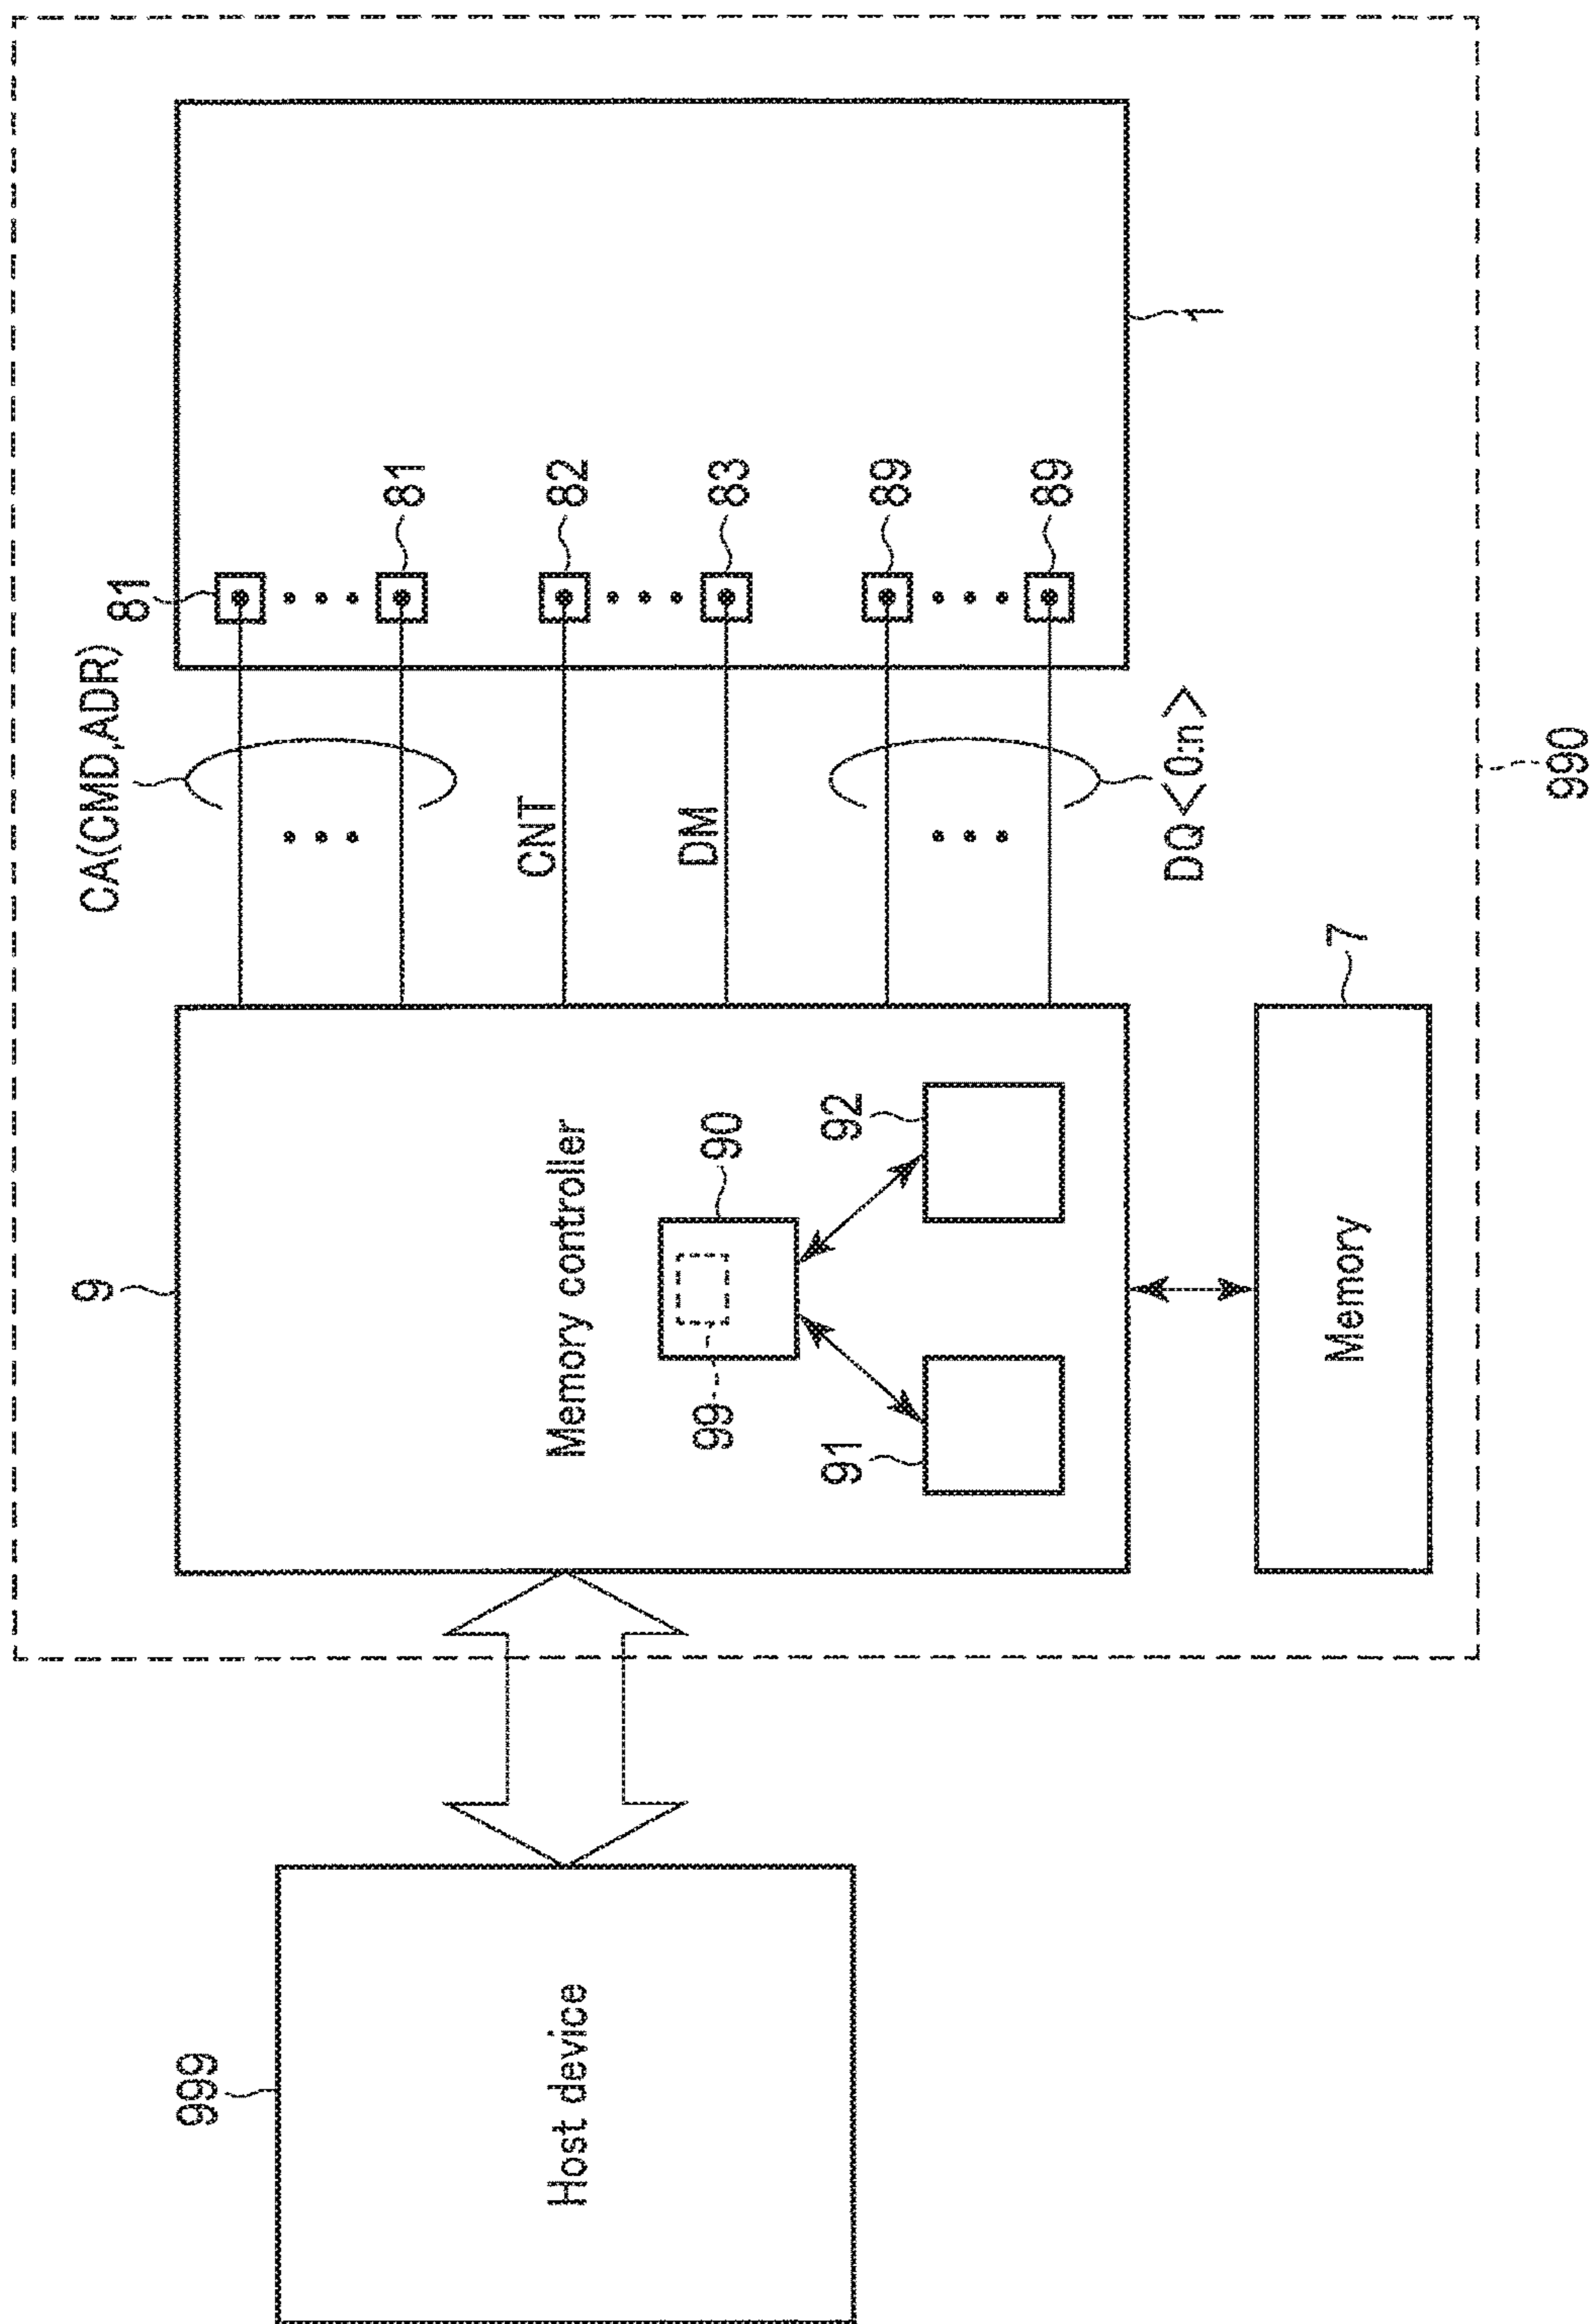 999
Host device
9
Memory controller
99
90
91
92
7
Memory
CA(CMD,ADR)
CNT
DM
DQ<0:n>
81
81
82
83
89
89
1
990